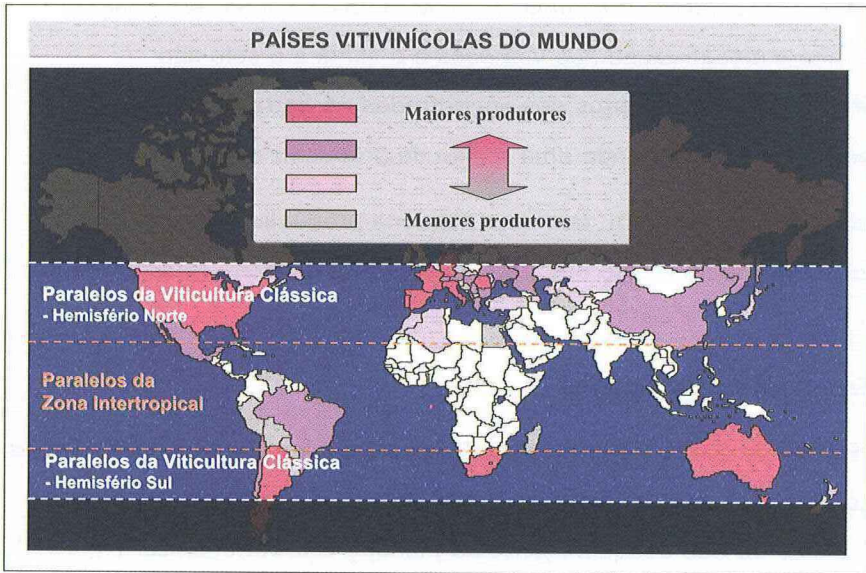 PAÍSES VITIVINÍCOLAS DO MUNDO
Maiores produtores
Menores produtores
Paralelos da Viticultura Clássica
- Hemisfério Norte
Paralelos da
Zona Intertropical
Paralelos da Viticultura Clássica
- Hemisfério Sul